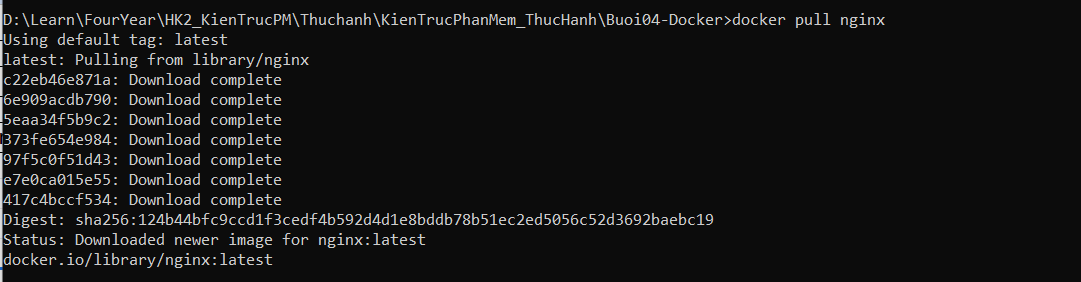 D:\Learn\FourYear\HK2_KienTrucPM\Thuchanh\KienTrucPhanMem_ThucHanh\Buoi04-Docker>docker pull nginx
Using default tag: latest
latest: Pulling from library/nginx
c22eb46e871a: Download complete
6e909acdb790: Download complete
5eaa34f5b9c2: Download complete
373fe654e984: Download complete
97f5c0f51d43: Download complete
e7e0ca015e55: Download complete
417c4bccf534: Download complete
Digest: sha256:124b44bfc9ccd1f3cedf4b592d4d1e8bddb78b51ec2ed5056c52d3692baebc19
Status: Downloaded newer image for nginx:latest
docker.io/library/nginx:latest